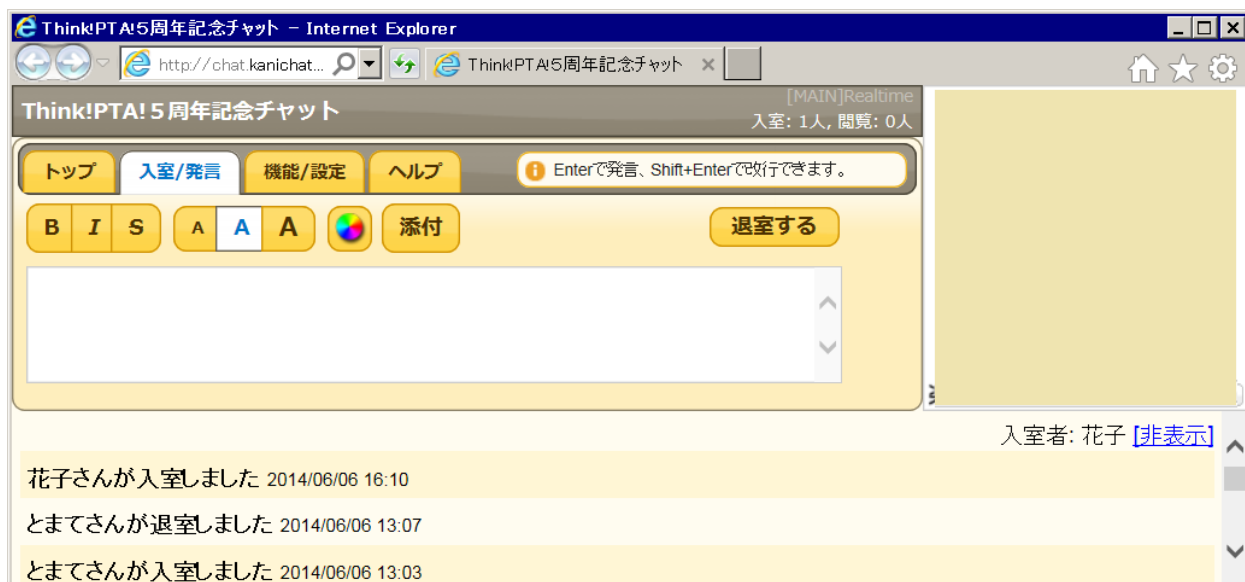 Think!PTA!5周年記念チャット - Internet Explorer
http://chat.kanichat... Think!PTA!5周年記念チャット
Think!PTA!５周年記念チャット
[MAIN]Realtime
入室: 1人, 閲覧: 0人
トップ 入室/発言 機能/設定 ヘルプ Enterで発言、Shift+Enterで改行できます。
B I S A A A 添付 退室する
入室者: 花子 [非表示]
花子さんが入室しました 2014/06/06 16:10
とまてさんが退室しました 2014/06/06 13:07
とまてさんが入室しました 2014/06/06 13:03